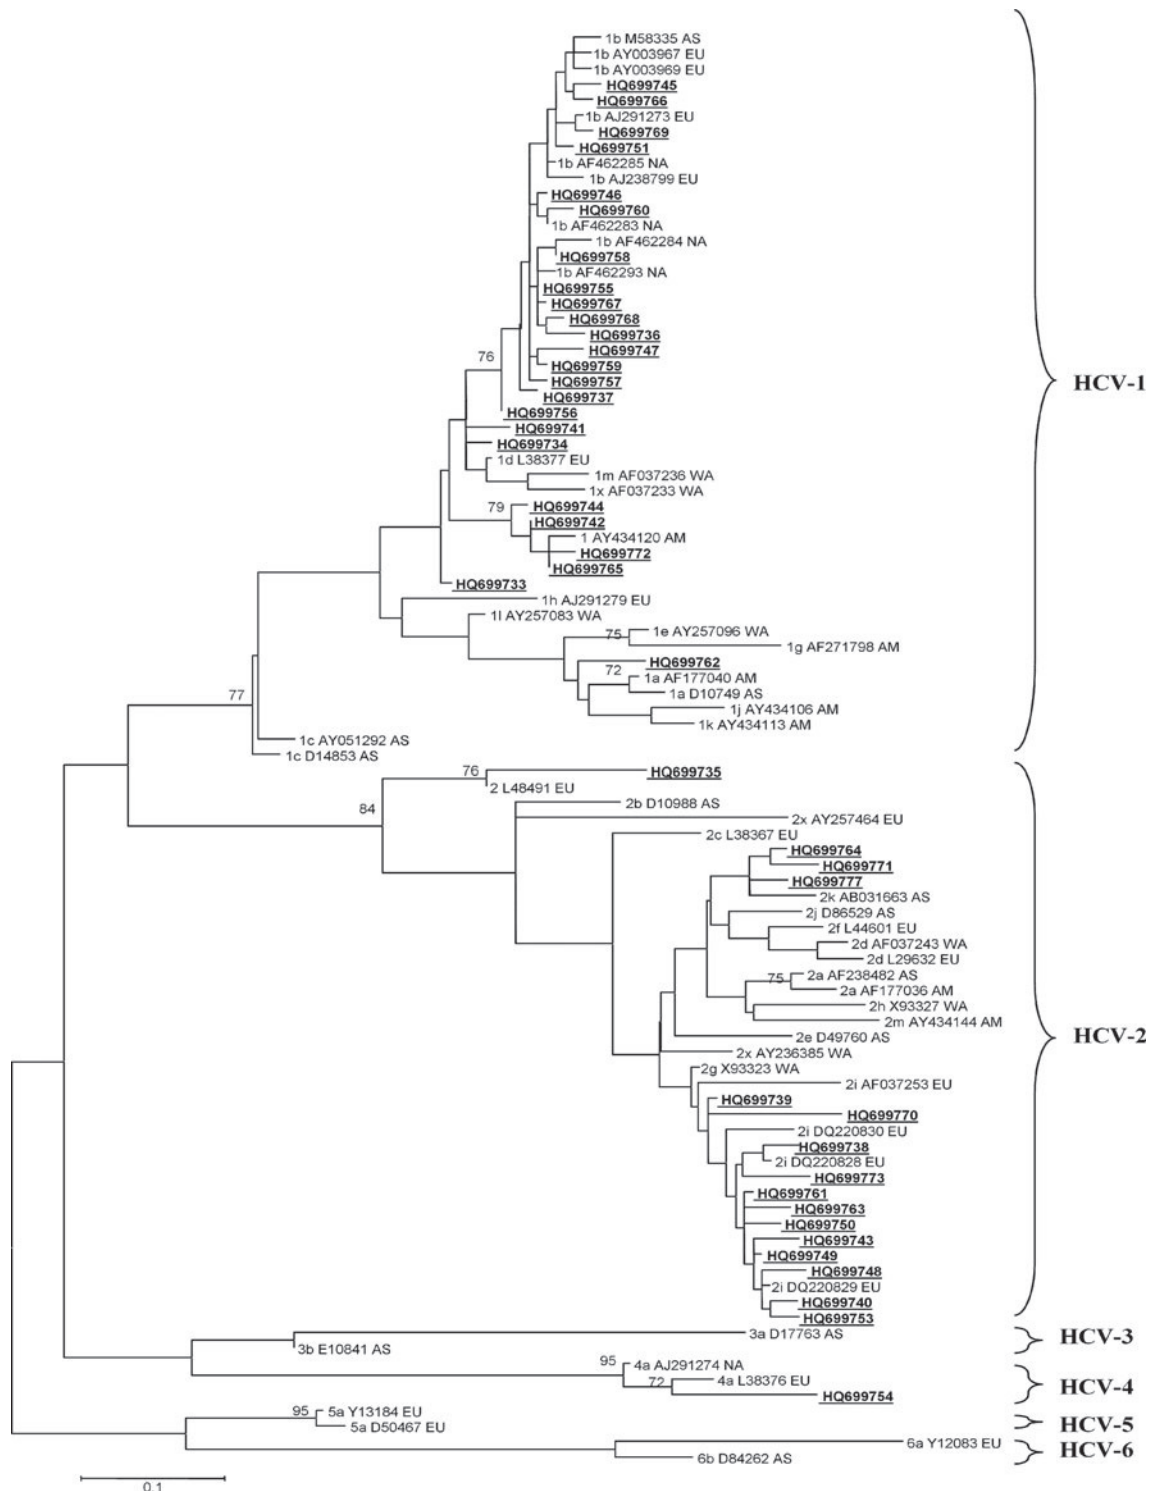 1b M58335 AS
1b AY003967 EU
1b AY003969 EU
HQ699745
HQ699766
1b AJ291273 EU
HQ699769
HQ699751
1b AF462285 NA
1b AJ238799 EU
HQ699746
HQ699760
1b AF462283 NA
1b AF462284 NA
HQ699758
1b AF462293 NA
HQ699755
HQ699767
HQ699768
HQ699736
HQ699747
76
HQ699759
HQ699757
HCV-1
HQ699737
HQ699756
HQ699741
HQ699734
1d L38377 EU
1m AF037236 WA
1x AF037233 WA
79
HQ699744
HQ699742
1 AY434120 AM
HQ699772
HQ699765
HQ699733
1h AJ291279 EU
1l AY257083 WA
75
1e AY257096 WA
1g AF271798 AM
HQ699762
72
1a AF177040 AM
1a D10749 AS
77
1j AY434106 AM
1k AY434113 AM
1c AY051292 AS
1c D14853 AS
76
HQ699735
2 L48491 EU
84
2b D10988 AS
2x AY257464 EU
2c L38367 EU
HQ699764
HQ699771
HQ699777
2k AB031663 AS
2j D86529 AS
2f L44601 EU
2d AF037243 WA
2d L29632 EU
75
2a AF238482 AS
2a AF177036 AM
2h X93327 WA
2m AY434144 AM
2e D49760 AS
HCV-2
2x AY236385 WA
2g X93323 WA
2i AF037253 EU
HQ699739
HQ699770
2i DQ220830 EU
HQ699738
2i DQ220828 EU
HQ699773
HQ699761
HQ699763
HQ699750
HQ699743
HQ699749
HQ699748
2i DQ220829 EU
HQ699740
HQ699753
3a D17763 AS
HCV-3
3b E10841 AS
95
4a AJ291274 NA
72
4a L38376 EU
HCV-4
HQ699754
95
5a Y13184 EU
5a D50467 EU
HCV-5
6a Y12083 EU
HCV-6
6b D84262 AS
0.1